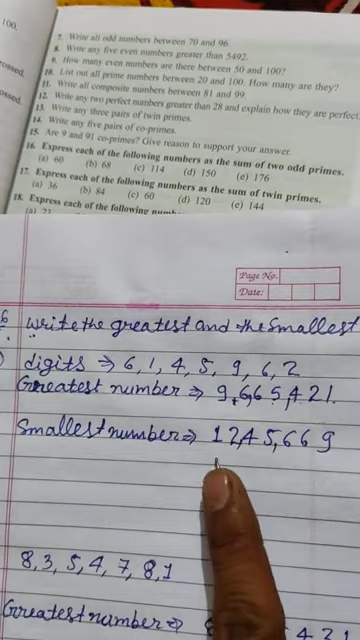 100.
7. Write all odd numbers between 70 and 96.
8. Write any five even numbers greater than 5492.
9. How many even numbers are there between 50 and 100?
10. List out all prime numbers between 20 and 100. How many are they?
11. Write all composite numbers between 81 and 99.
12. Write any two perfect numbers greater than 28 and explain how they are perfect.
13. Write any three pairs of twin primes.
14. Write any five pairs of co-primes.
15. Are 9 and 91 co-primes? Give reason to support your answer.
16. Express each of the following numbers as the sum of two odd primes.
(a) 60 (b) 68 (c) 114 (d) 150 (e) 176
17. Express each of the following numbers as the sum of twin primes.
(a) 36 (b) 84 (c) 60 (d) 120 (e) 144
18. Express each of the following
Page No.
Date:
6 Write the greatest and the smallest
digits ⇒ 6, 1, 4, 5, 9, 6, 2
Greatest number ⇒ 9,6,6 5,4 2 1.
Smallest number ⇒ 1 2,4 5,6 6 9
8, 3, 5, 4, 7, 8, 1
Greatest number ⇒